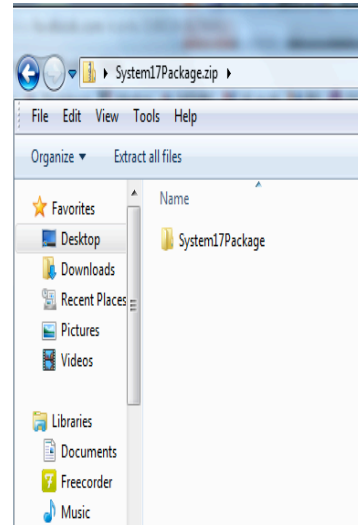 System17Package.zip
File Edit View Tools Help
Organize Extract all files
Favorites
Desktop
Downloads
Recent Places
Pictures
Videos
Libraries
Documents
Freecorder
Music
Name
System17Package